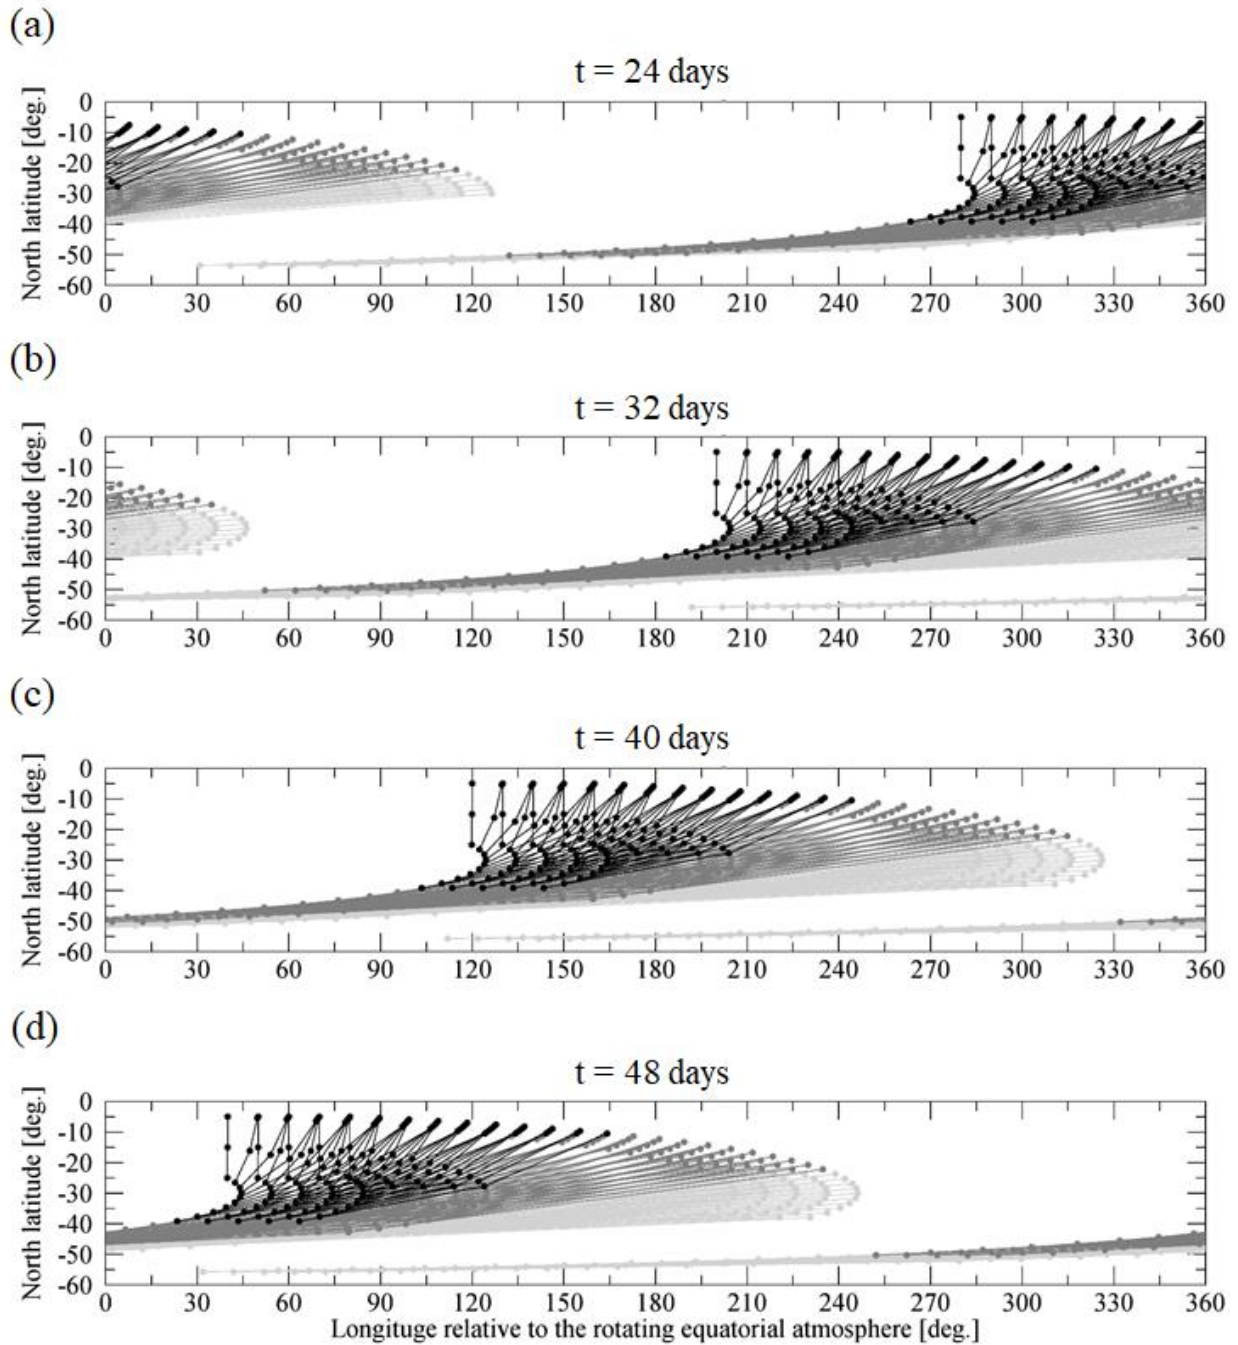 (a)
t = 24 days
North latitude [deg.]
0
-10
-20
-30
-40
-50
-60
0 30 60 90 120 150 180 210 240 270 300 330 360
(b)
t = 32 days
North latitude [deg.]
0
-10
-20
-30
-40
-50
-60
0 30 60 90 120 150 180 210 240 270 300 330 360
(c)
t = 40 days
North latitude [deg.]
0
-10
-20
-30
-40
-50
-60
0 30 60 90 120 150 180 210 240 270 300 330 360
(d)
t = 48 days
North latitude [deg.]
0
-10
-20
-30
-40
-50
-60
0 30 60 90 120 150 180 210 240 270 300 330 360
Longituge relative to the rotating equatorial atmosphere [deg.]